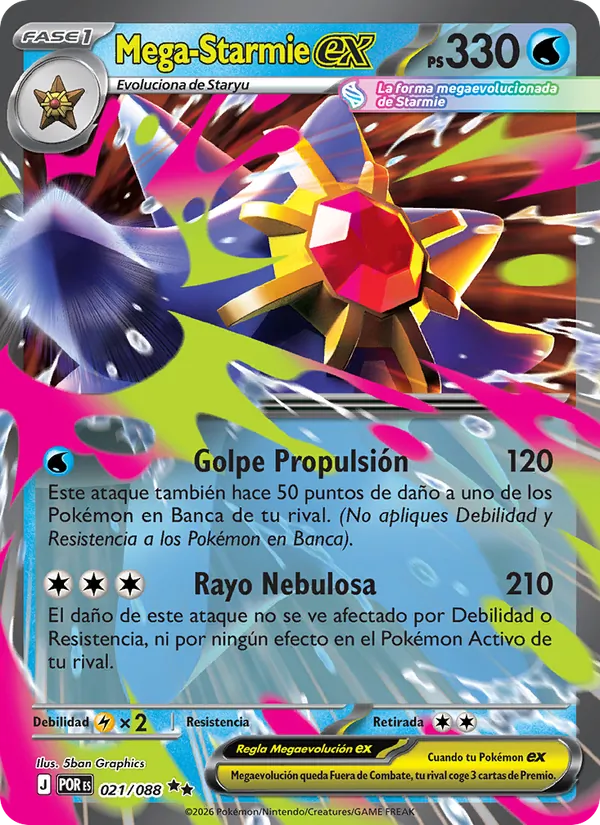 FASE 1
Mega-Starmie ex
PS 330
Evoluciona de Staryu
La forma megaevolucionada
de Starmie
Golpe Propulsión 120
Este ataque también hace 50 puntos de daño a uno de los
Pokémon en Banca de tu rival. (No apliques Debilidad y
Resistencia a los Pokémon en Banca).
Rayo Nebulosa 210
El daño de este ataque no se ve afectado por Debilidad o
Resistencia, ni por ningún efecto en el Pokémon Activo de
tu rival.
Debilidad ×2 Resistencia Retirada
Ilus. 5ban Graphics
Regla Megaevolución ex
Cuando tu Pokémon ex
Megaevolución queda Fuera de Combate, tu rival coge 3 cartas de Premio.
J POR ES 021/088
©2026 Pokémon/Nintendo/Creatures/GAME FREAK